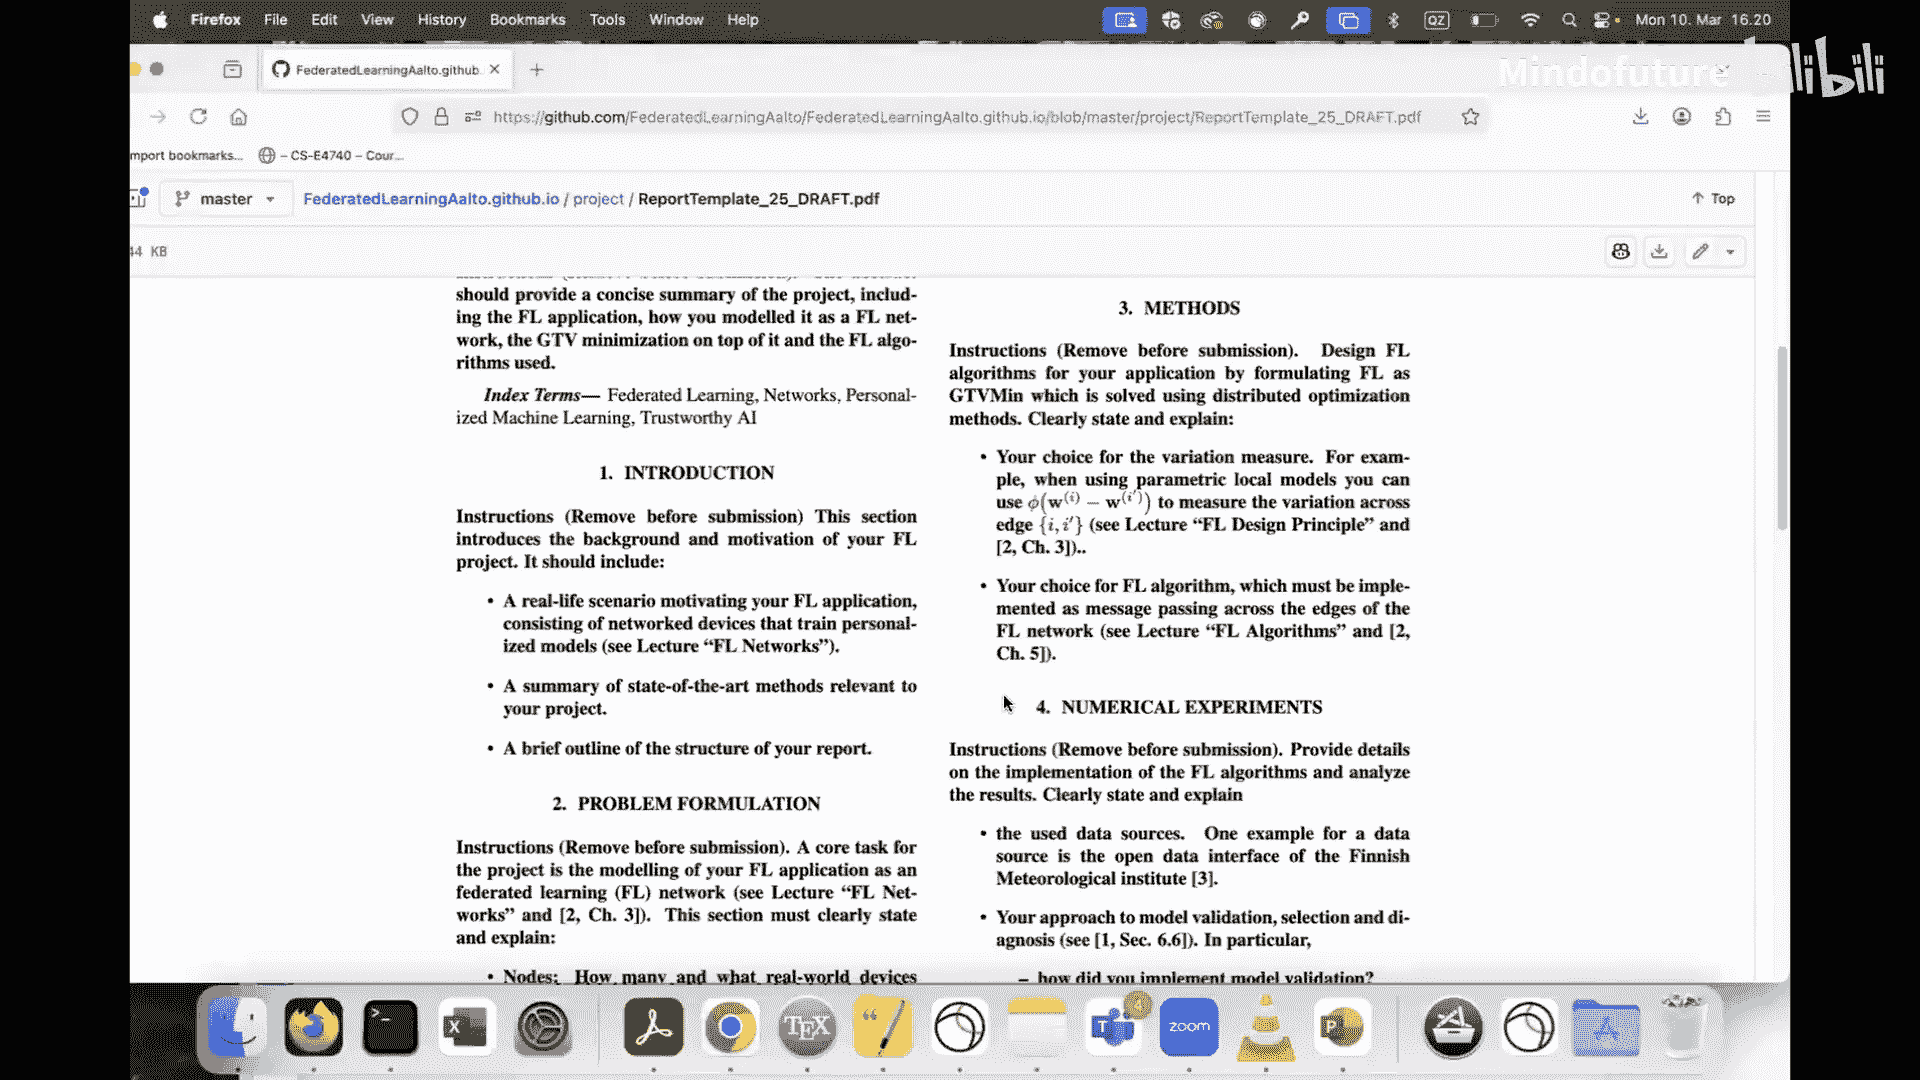 Firefox File Edit View History Bookmarks Tools Window Help
QZ
Mon 10. Mar 16.20
FederatedLearningAalto.github.
Mindofuture
bilibili
https://github.com/FederatedLearningAalto/FederatedLearningAalto.github.io/blob/master/project/ReportTemplate_25_DRAFT.pdf
mport bookmarks...
– CS-E4740 – Cour...
master
FederatedLearningAalto.github.io / project / ReportTemplate_25_DRAFT.pdf
Top
44 KB
should provide a concise summary of the project, includ-
ing the FL application, how you modelled it as a FL net-
work, the GTV minimization on top of it and the FL algo-
rithms used.
Index Terms— Federated Learning, Networks, Personal-
ized Machine Learning, Trustworthy AI
1. INTRODUCTION
Instructions (Remove before submission) This section
introduces the background and motivation of your FL
project. It should include:
• A real-life scenario motivating your FL application,
consisting of networked devices that train personal-
ized models (see Lecture “FL Networks”).
• A summary of state-of-the-art methods relevant to
your project.
• A brief outline of the structure of your report.
2. PROBLEM FORMULATION
Instructions (Remove before submission). A core task for
the project is the modelling of your FL application as an
federated learning (FL) network (see Lecture “FL Net-
works” and [2, Ch. 3]). This section must clearly state
and explain:
• Nodes: How many and what real-world devices
3. METHODS
Instructions (Remove before submission). Design FL
algorithms for your application by formulating FL as
GTVMin which is solved using distributed optimization
methods. Clearly state and explain:
• Your choice for the variation measure. For exam-
ple, when using parametric local models you can
use ϕ(w⁽ⁱ⁾ − w⁽ⁱ′⁾) to measure the variation across
edge {i, i′} (see Lecture “FL Design Principle” and
[2, Ch. 3])..
• Your choice for FL algorithm, which must be imple-
mented as message passing across the edges of the
FL network (see Lecture “FL Algorithms” and [2,
Ch. 5]).
4. NUMERICAL EXPERIMENTS
Instructions (Remove before submission). Provide details
on the implementation of the FL algorithms and analyze
the results. Clearly state and explain
• the used data sources. One example for a data
source is the open data interface of the Finnish
Meteorological institute [3].
• Your approach to model validation, selection and di-
agnosis (see [1, Sec. 6.6]). In particular,
– how did you implement model validation?
X
TEX
T
zoom
P